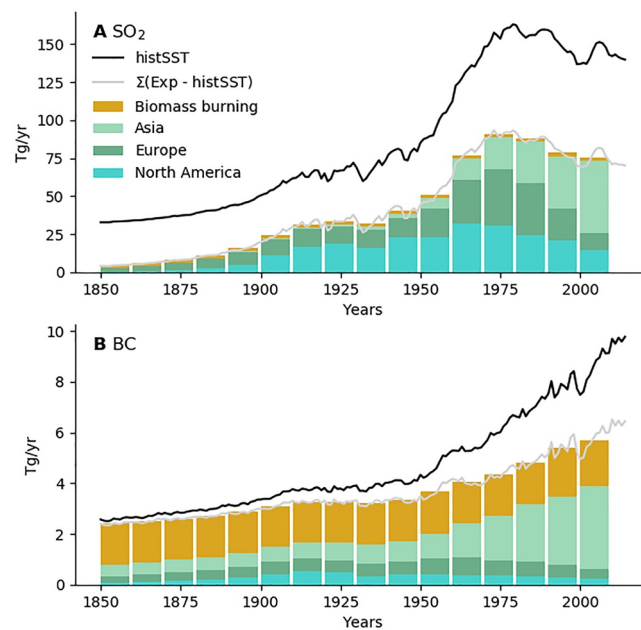 A SO₂
histSST
Σ(Exp - histSST)
Biomass burning
Asia
Europe
North America
Tg/yr
150
125
100
75
50
25
0
1850 1875 1900 1925 1950 1975 2000
Years
B BC
Tg/yr
10
8
6
4
2
0
1850 1875 1900 1925 1950 1975 2000
Years